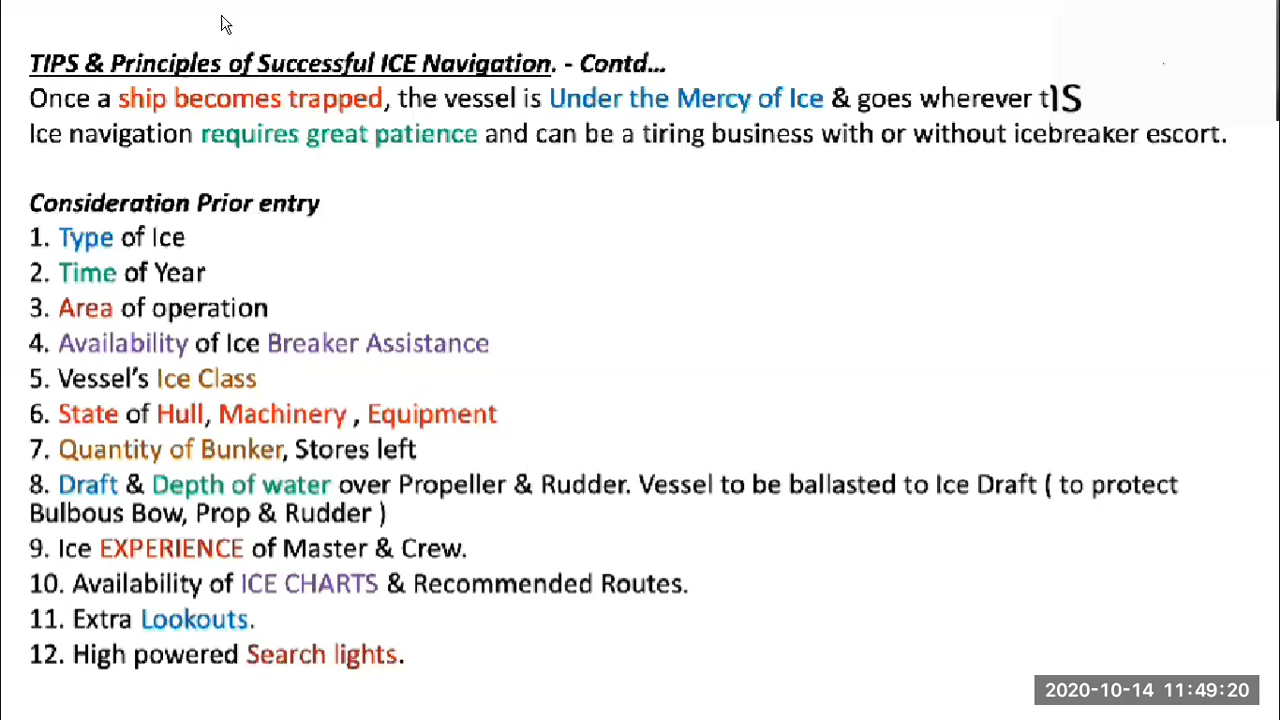 TIPS & Principles of Successful ICE Navigation. - Contd...
Once a ship becomes trapped, the vessel is Under the Mercy of Ice & goes wherever
Ice navigation requires great patience and can be a tiring business with or without icebreaker escort.
Consideration Prior entry
1. Type of Ice
2. Time of Year
3. Area of operation
4. Availability of Ice Breaker Assistance
5. Vessel's Ice Class
6. State of Hull, Machinery , Equipment
7. Quantity of Bunker, Stores left
8. Draft & Depth of water over Propeller & Rudder. Vessel to be ballasted to Ice Draft ( to protect
Bulbous Bow, Prop & Rudder )
9. Ice EXPERIENCE of Master & Crew.
10. Availability of ICE CHARTS & Recommended Routes.
11. Extra Lookouts.
12. High powered Search lights.
2020-10-14 11:49:20